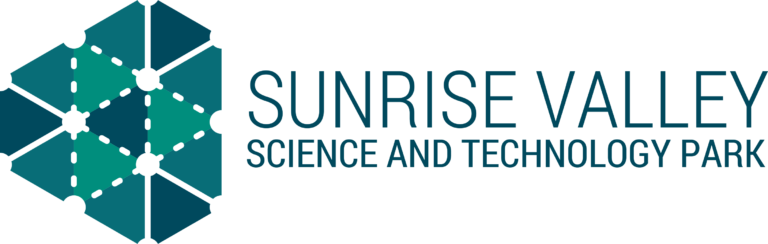 SUNRISE VALLEY
SCIENCE AND TECHNOLOGY PARK